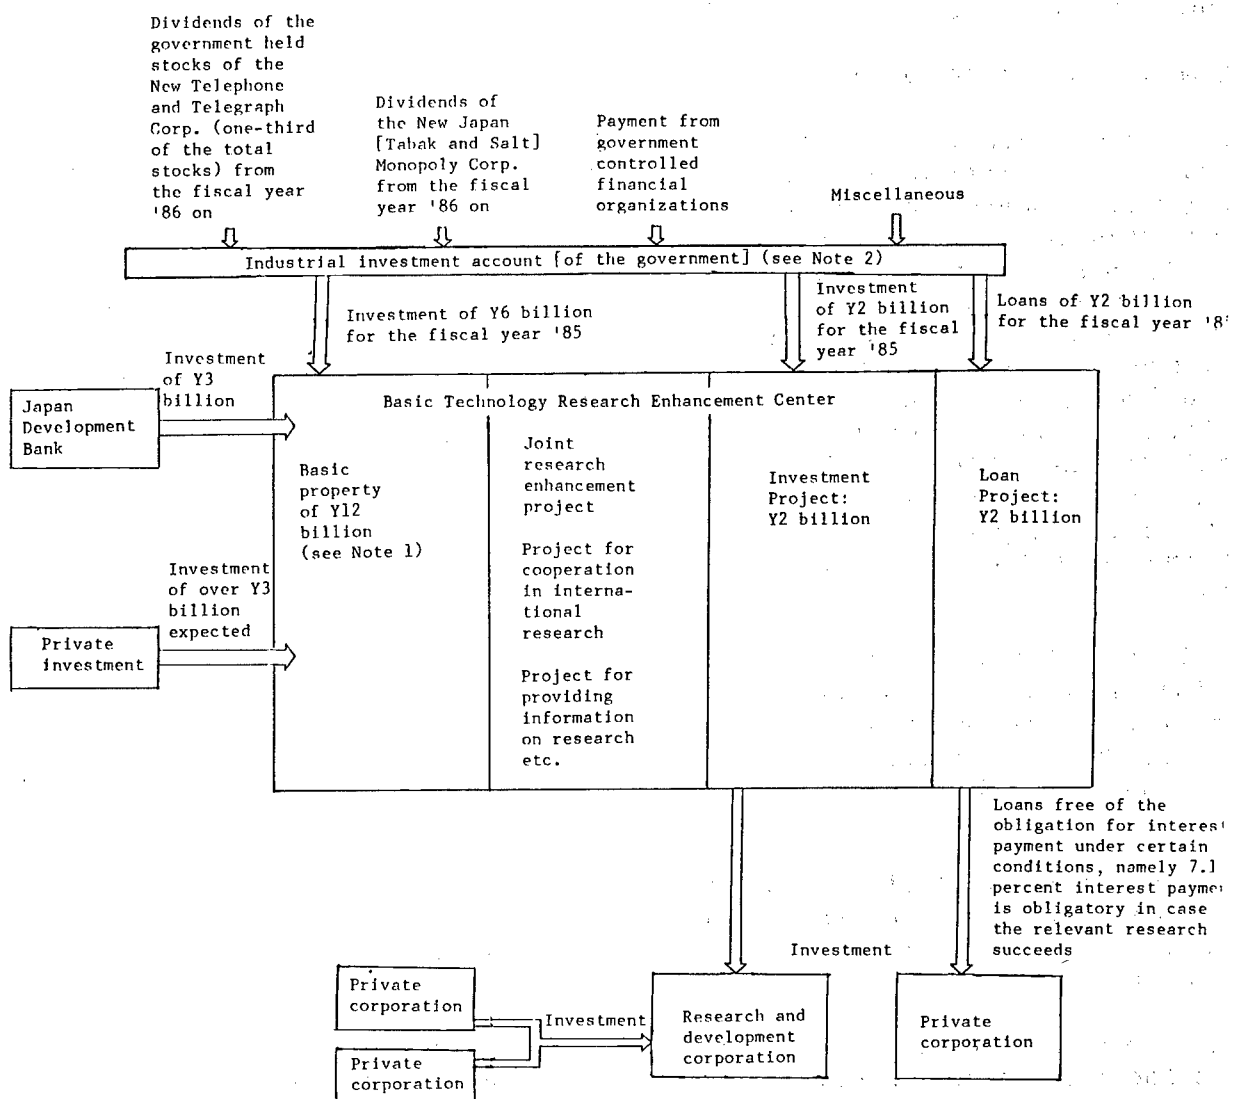 Dividends of the
government held
stocks of the
New Telephone
and Telegraph
Corp. (one-third
of the total
stocks) from
the fiscal year
'86 on
Dividends of
the New Japan
[Tabak and Salt]
Monopoly Corp.
from the fiscal
year '86 on
Payment from
government
controlled
financial
organizations
Miscellaneous
Industrial investment account [of the government] (see Note 2)
Investment of Y6 billion
for the fiscal year '85
Investment
of Y2 billion
for the fiscal
year '85
Loans of Y2 billion
for the fiscal year
Investment
of Y3
billion
Japan
Development
Bank
Investment
of over Y3
billion
expected
Private
investment
Basic Technology Research Enhancement Center
Basic
property
of Y12
billion
(see Note 1)
Joint
research
enhancement
project
Project for
cooperation
in interna-
tional
research
Project for
providing
information
on research
etc.
Investment
Project:
Y2 billion
Loan
Project:
Y2 billion
Loans free of the
obligation for interes
payment under certain
conditions, namely 7.1
percent interest payme
is obligatory in case
the relevant research
succeeds
Investment
Private
corporation
Private
corporation
Investment
Research and
development
corporation
Private
corporation